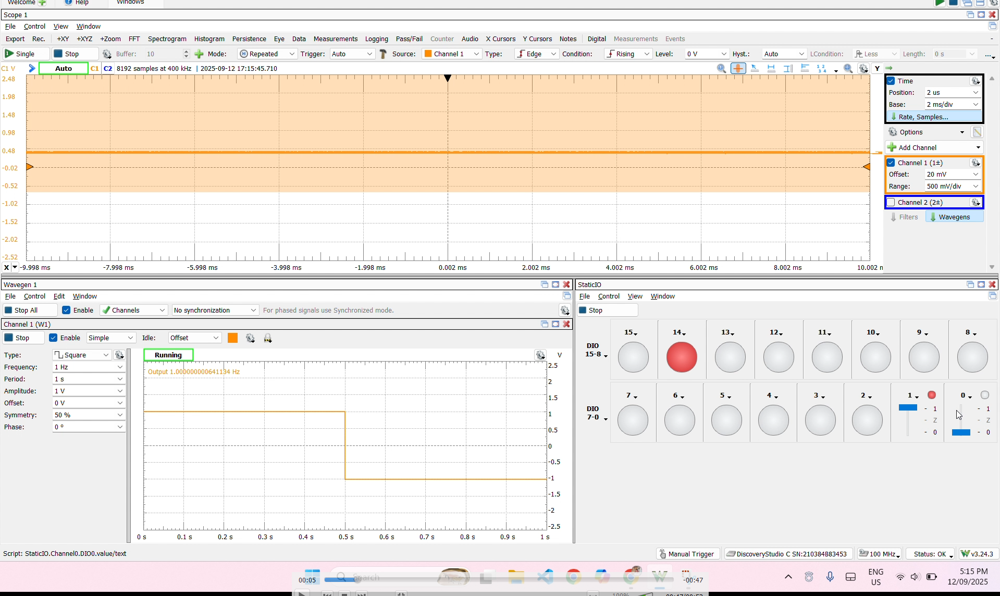 Welcome Help Windows
Scope 1
File Control View Window
Export Rec. +XY +XYZ +Zoom FFT Spectrogram Histogram Persistence Eye Data Measurements Logging Pass/Fail Counter Audio X Cursors Y Cursors Notes Digital Measurements Events
Single Stop Buffer: 10 Mode: Repeated Trigger: Auto Source: Channel 1 Type: Edge Condition: Rising Level: 0 V Hyst.: Auto LCondition: Less Length: 0 s ...
C1 V Auto C1 C2 8192 samples at 400 kHz | 2025-09-12 17:15:45.710 Y
2.48
1.98
1.48
0.98
0.48
-0.02
-0.52
-1.02
-1.52
-2.02
-2.52
X -9.998 ms -7.998 ms -5.998 ms -3.998 ms -1.998 ms 0.002 ms 2.002 ms 4.002 ms 6.002 ms 8.002 ms 10.002 m
Time
Position: 2 us
Base: 2 ms/div
Rate, Samples...
Options
Add Channel
Channel 1 (1±)
Offset: 20 mV
Range: 500 mV/div
Channel 2 (2±)
Filters Wavegens
Wavegen 1
File Control Edit Window
Stop All Enable Channels No synchronization For phased signals use Synchronized mode.
Channel 1 (W1)
Stop Enable Simple Idle: Offset
Type: Square
Frequency: 1 Hz
Period: 1 s
Amplitude: 1 V
Offset: 0 V
Symmetry: 50 %
Phase: 0 º
Running V
Output 1.000000000641134 Hz
2.5
2
1.5
1
0.5
0
-0.5
-1
-1.5
-2
-2.5
0 s 0.1 s 0.2 s 0.3 s 0.4 s 0.5 s 0.6 s 0.7 s 0.8 s 0.9 s 1 s
StaticIO
File Control View Window
Stop
DIO
15-8
15 14 13 12 11 10 9 8
DIO
7-0
7 6 5 4 3 2 1 0
1 1
Z Z
0 0
Script: StaticIO.Channel0.DIO0.value/text Manual Trigger DiscoveryStudio C SN:210384B83453 100 MHz Status: OK v3.24.3
00:05 Search -00:47
ENG
US
5:15 PM
12/09/2025